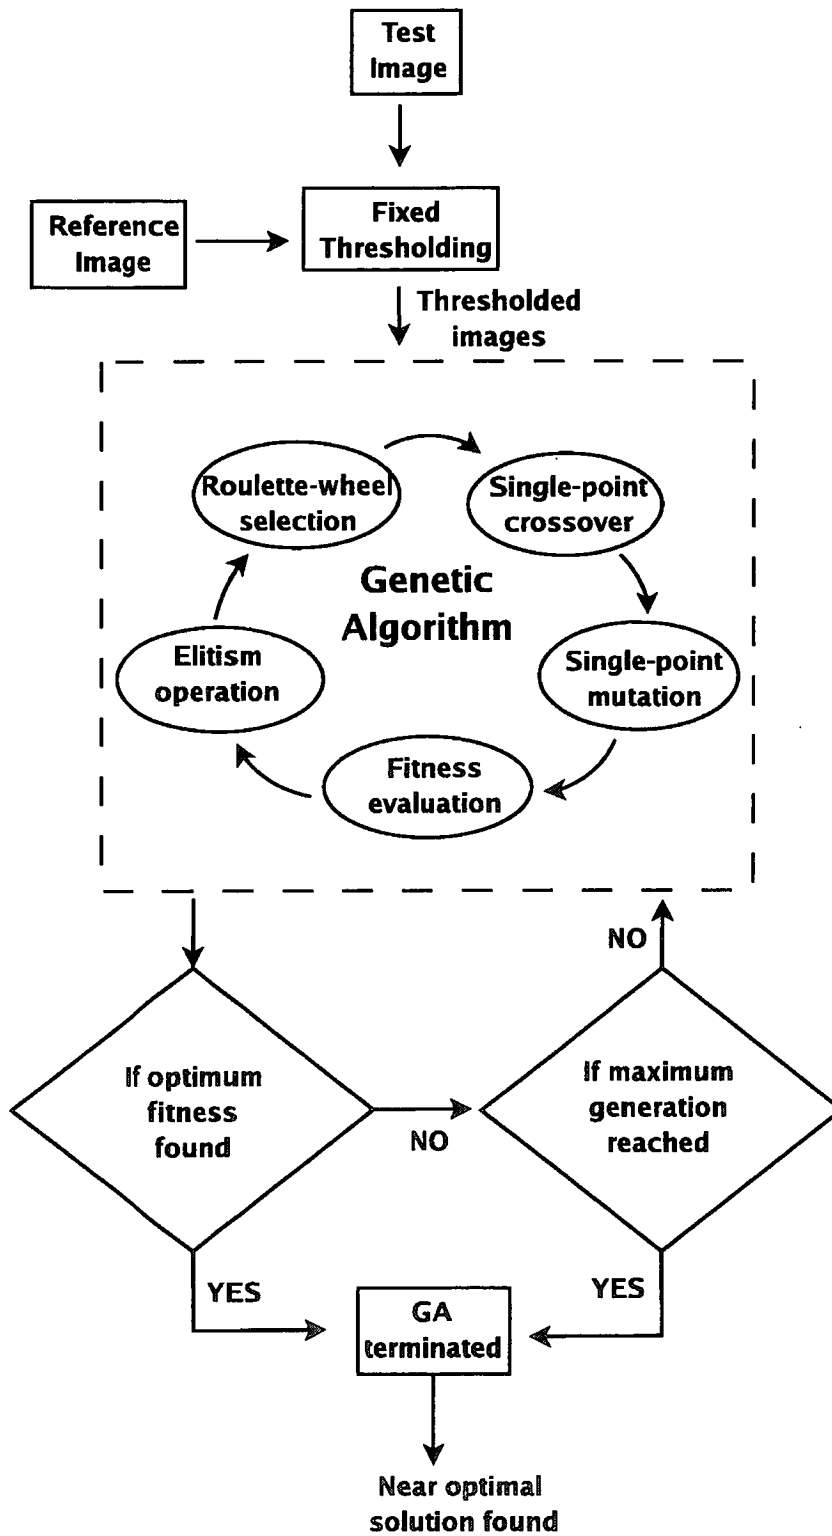 Test
Image
Reference
Image
Fixed
Thresholding
Thresholded
images
Roulette-wheel
selection
Single-point
crossover
Genetic
Algorithm
Elitism
operation
Single-point
mutation
Fitness
evaluation
NO
If optimum
fitness
found
NO
If maximum
generation
reached
YES
GA
terminated
YES
Near optimal
solution found